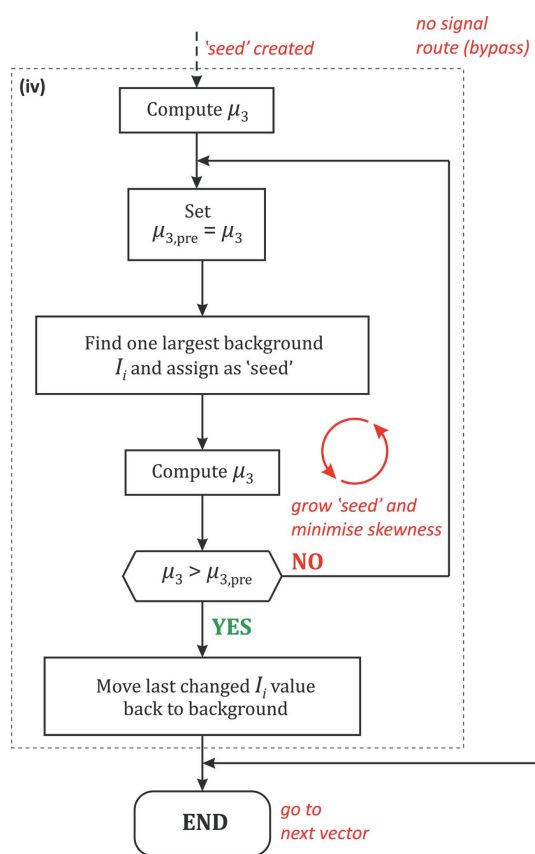 'seed' created
no signal
route (bypass)
(iv)
Compute μ₃
Set
μ₃,pre = μ₃
Find one largest background
Iᵢ and assign as 'seed'
Compute μ₃
grow 'seed' and
minimise skewness
μ₃ > μ₃,pre
NO
YES
Move last changed Iᵢ value
back to background
END
go to
next vector